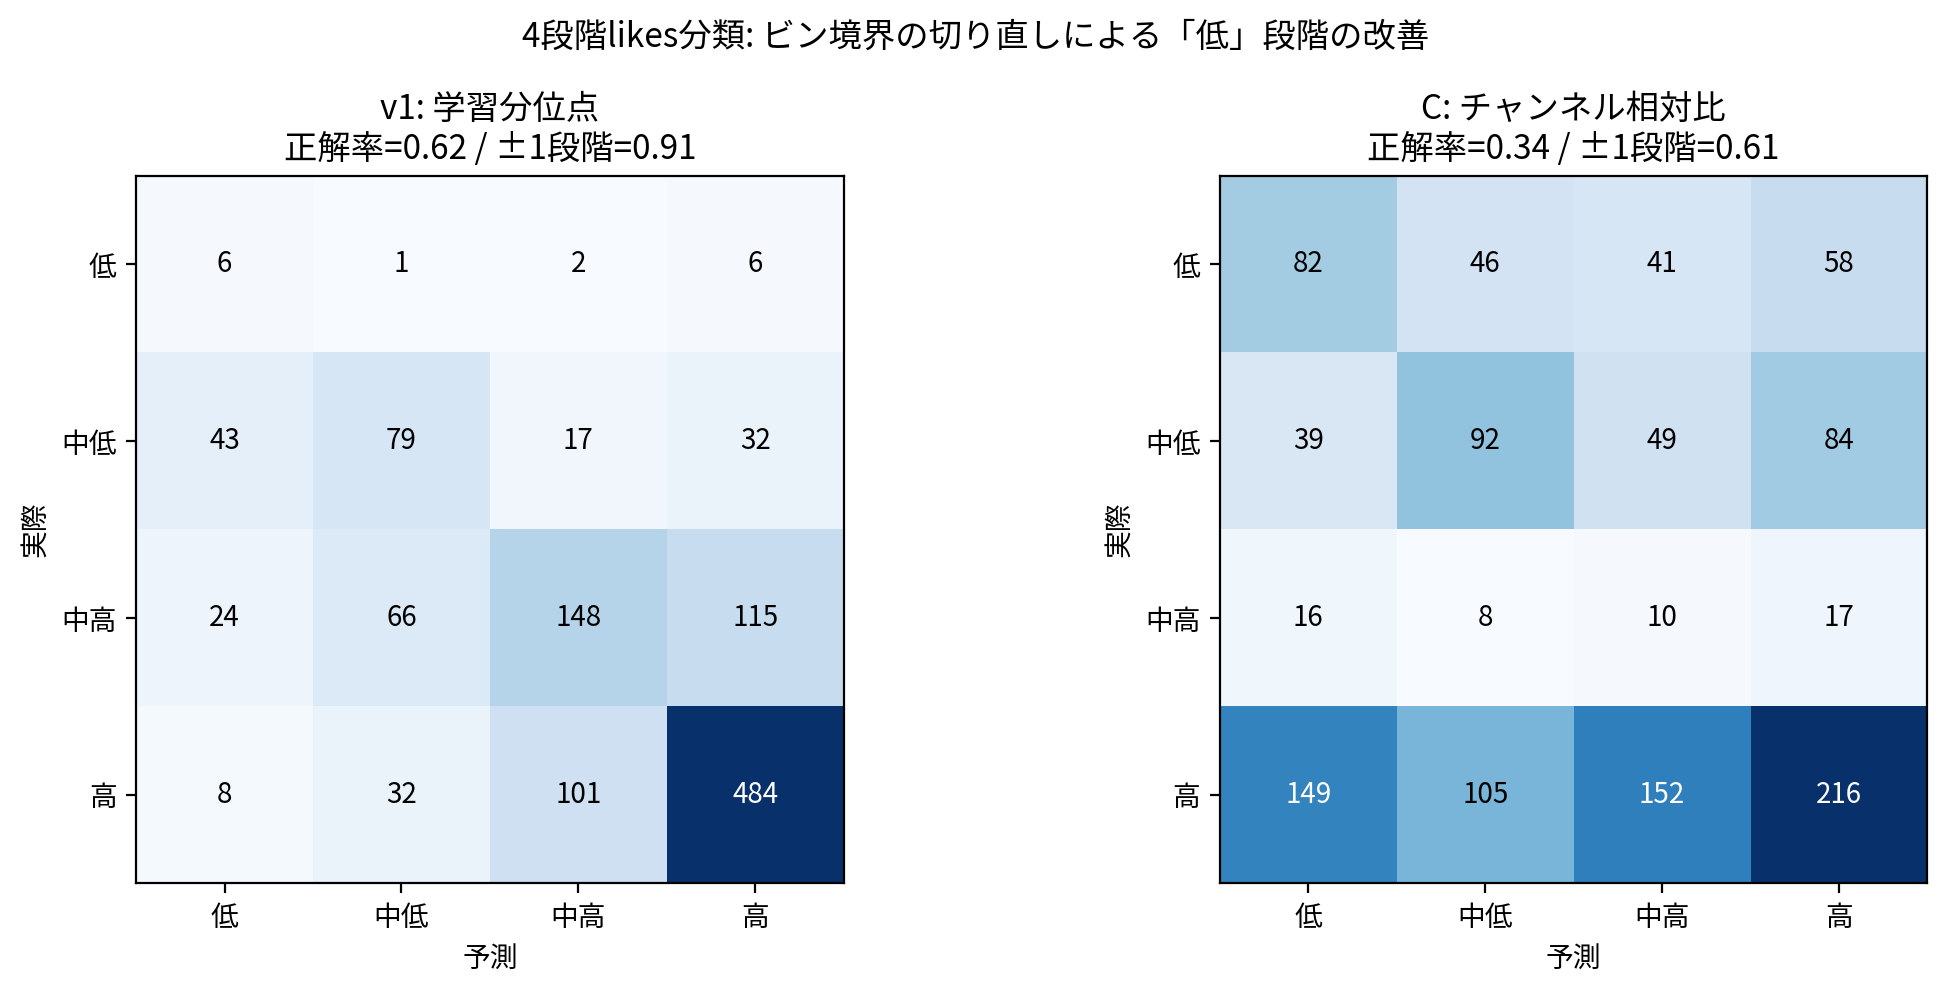 4段階likes分類: ビン境界の切り直しによる「低」段階の改善
v1: 学習分位点
正解率=0.62 / ±1段階=0.91
実際
低 6 1 2 6
中低 43 79 17 32
中高 24 66 148 115
高 8 32 101 484
低 中低 中高 高
予測
C: チャンネル相対比
正解率=0.34 / ±1段階=0.61
実際
低 82 46 41 58
中低 39 92 49 84
中高 16 8 10 17
高 149 105 152 216
低 中低 中高 高
予測